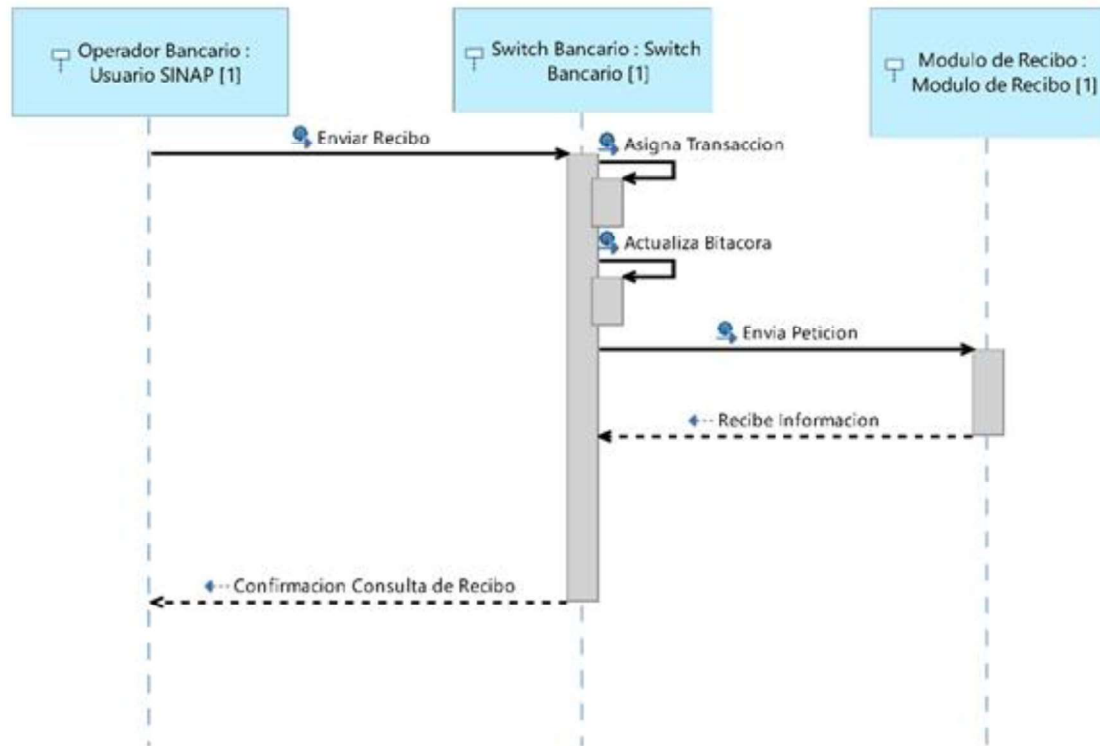 Operador Bancario :
Usuario SINAP [1]
Switch Bancario : Switch
Bancario [1]
Modulo de Recibo :
Modulo de Recibo [1]
Enviar Recibo
Asigna Transaccion
Actualiza Bitacora
Envia Peticion
Recibe Informacion
Confirmacion Consulta de Recibo